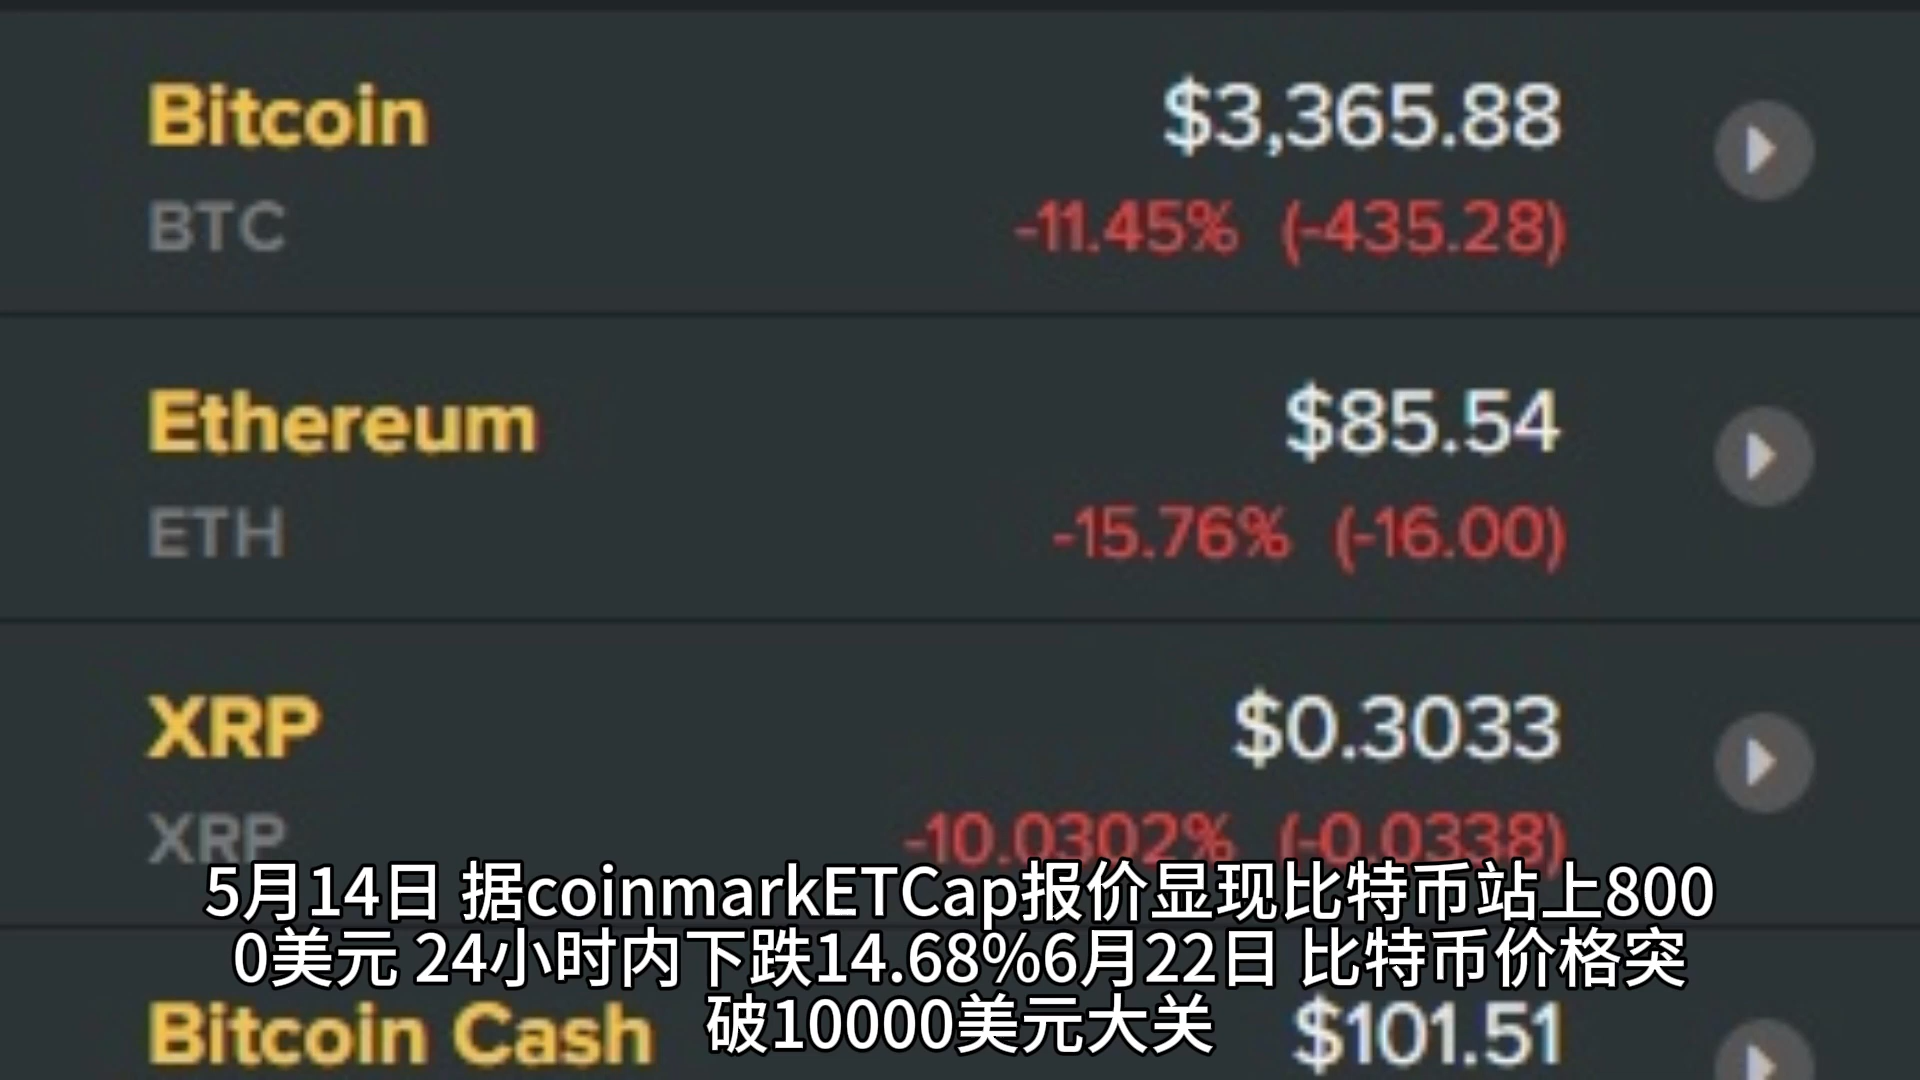 Bitcoin
$3,365.88
BTC
-11.45% (-435.28)
Ethereum
$85.54
ETH
-15.76% (-16.00)
XRP
$0.3033
XRP
-10.0302% (-0.0338)
5月14日 据coinmarkETCap报价显现比特币站上800
0美元 24小时内下跌14.68%6月22日 比特币价格突
破10000美元大关
Bitcoin Cash
$101.51